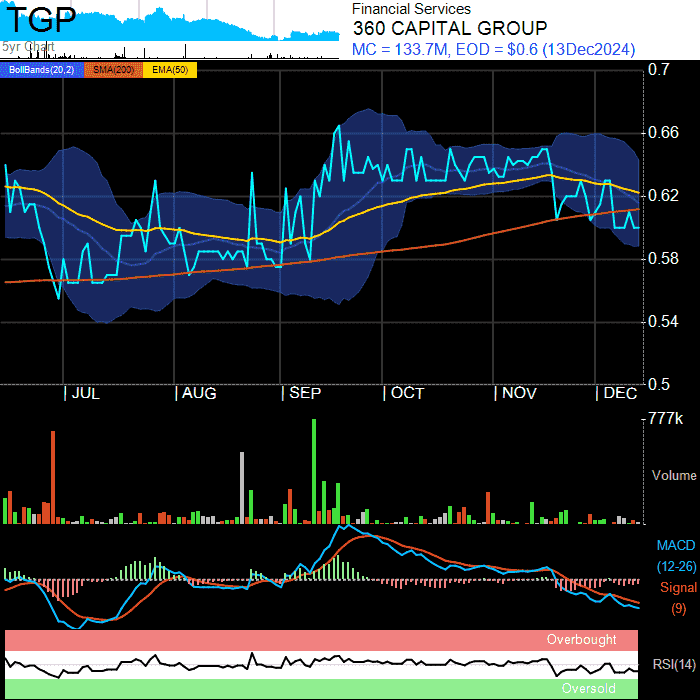 TGP
5yr Chart
Financial Services
360 CAPITAL GROUP
MC = 133.7M, EOD = $0.6 (13Dec2024)
BollBands(20,2) SMA(200) EMA(50)
0.7
0.66
0.62
0.58
0.54
0.5
JUL AUG SEP OCT NOV DEC
777k
Volume
MACD
(12-26)
Signal
(9)
Overbought
RSI(14)
Oversold